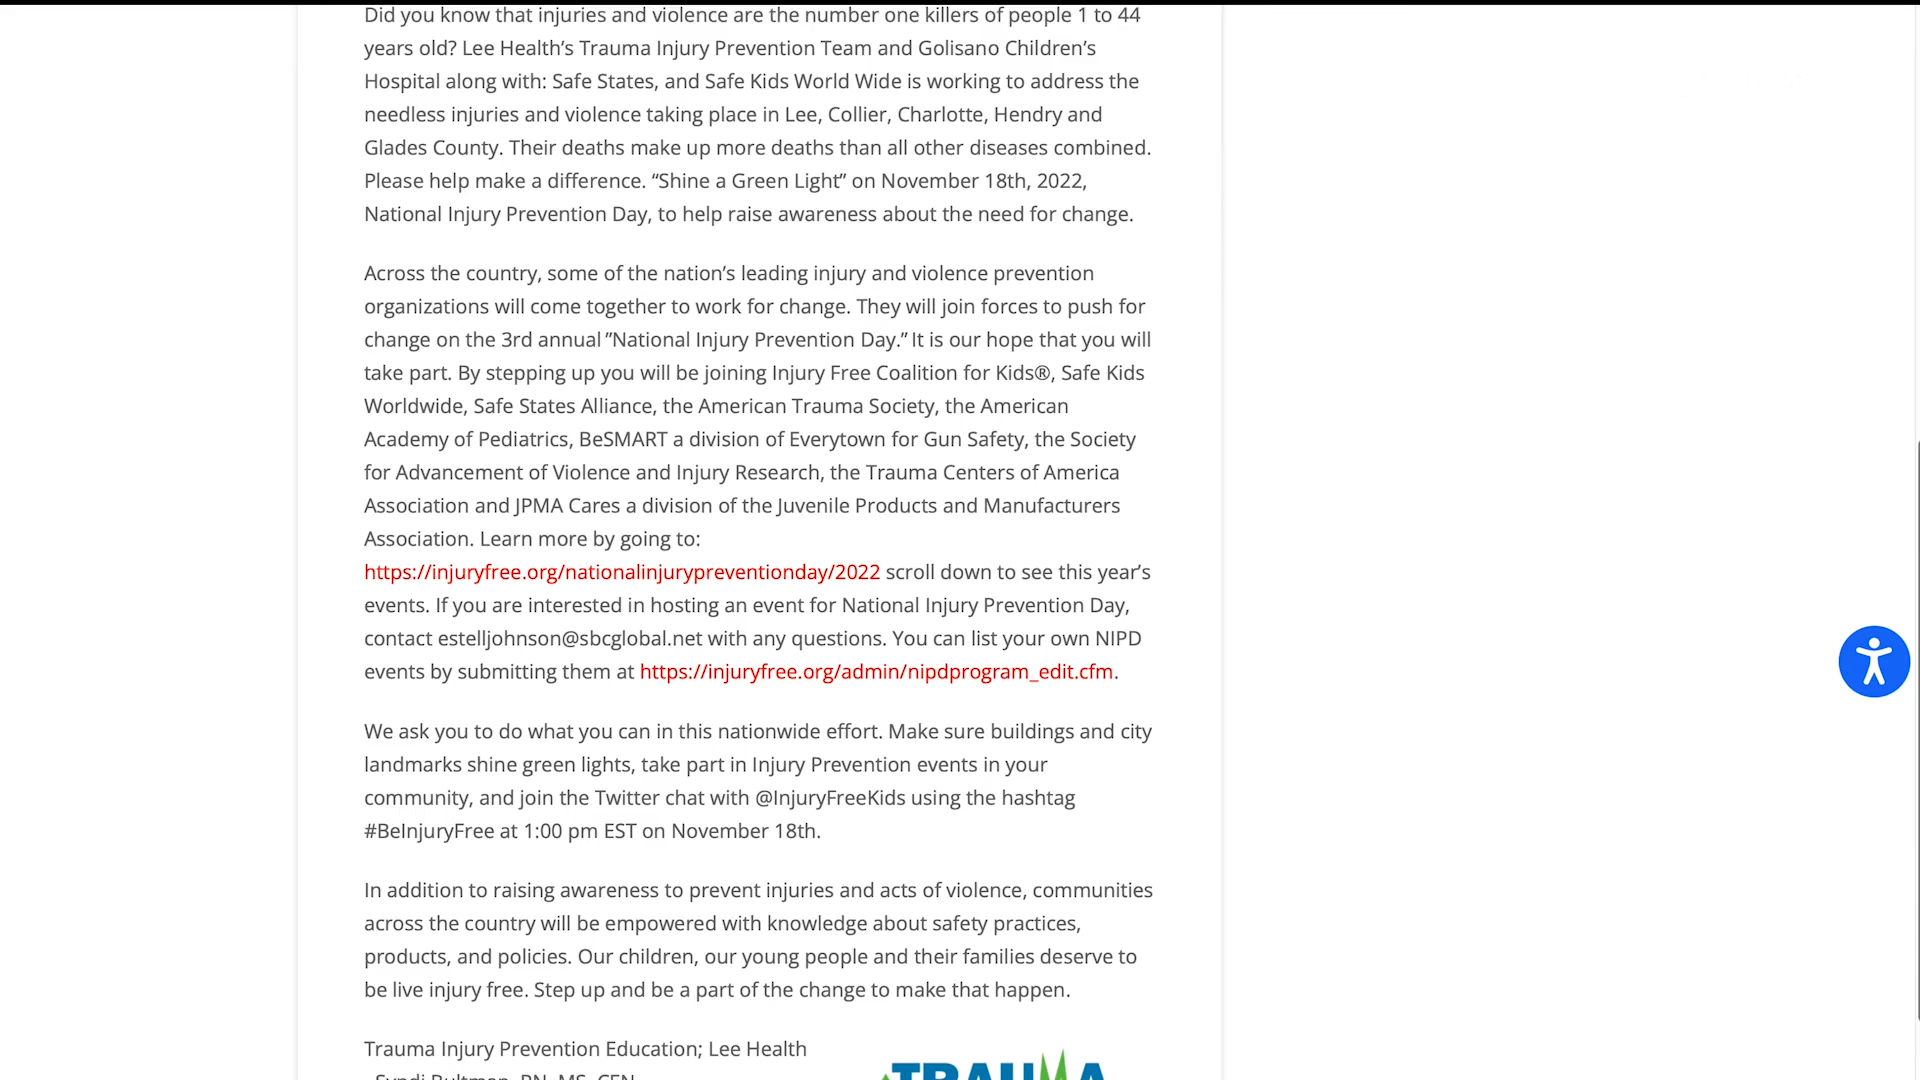 Did you know that injuries and violence are the number one killers of people 1 to 44
years old? Lee Health’s Trauma Injury Prevention Team and Golisano Children’s
Hospital along with: Safe States, and Safe Kids World Wide is working to address the
needless injuries and violence taking place in Lee, Collier, Charlotte, Hendry and
Glades County. Their deaths make up more deaths than all other diseases combined.
Please help make a difference. “Shine a Green Light” on November 18th, 2022,
National Injury Prevention Day, to help raise awareness about the need for change.
Across the country, some of the nation’s leading injury and violence prevention
organizations will come together to work for change. They will join forces to push for
change on the 3rd annual ”National Injury Prevention Day.” It is our hope that you will
take part. By stepping up you will be joining Injury Free Coalition for Kids®, Safe Kids
Worldwide, Safe States Alliance, the American Trauma Society, the American
Academy of Pediatrics, BeSMART a division of Everytown for Gun Safety, the Society
for Advancement of Violence and Injury Research, the Trauma Centers of America
Association and JPMA Cares a division of the Juvenile Products and Manufacturers
Association. Learn more by going to:
https://injuryfree.org/nationalinjurypreventionday/2022 scroll down to see this year’s
events. If you are interested in hosting an event for National Injury Prevention Day,
contact estelljohnson@sbcglobal.net with any questions. You can list your own NIPD
events by submitting them at https://injuryfree.org/admin/nipdprogram_edit.cfm.
We ask you to do what you can in this nationwide effort. Make sure buildings and city
landmarks shine green lights, take part in Injury Prevention events in your
community, and join the Twitter chat with @InjuryFreeKids using the hashtag
#BeInjuryFree at 1:00 pm EST on November 18th.
In addition to raising awareness to prevent injuries and acts of violence, communities
across the country will be empowered with knowledge about safety practices,
products, and policies. Our children, our young people and their families deserve to
be live injury free. Step up and be a part of the change to make that happen.
Trauma Injury Prevention Education; Lee Health
Syndi Bultman, RN, MS, CEN
TRAUMA